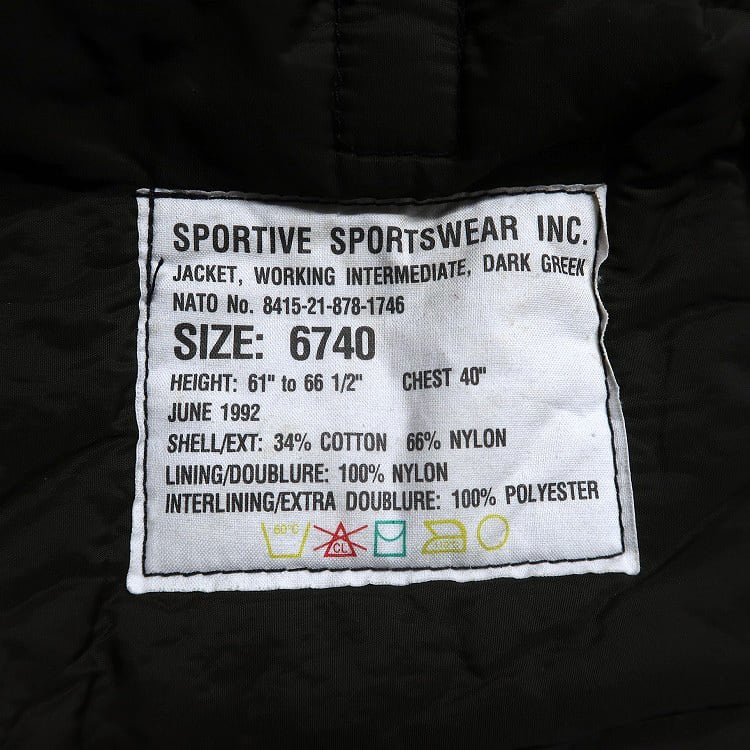 SPORTIVE SPORTSWEAR INC.
JACKET, WORKING INTERMEDIATE, DARK GREEN
NATO No. 8415-21-878-1746
SIZE: 6740
HEIGHT: 61" to 66 1/2" CHEST 40"
JUNE 1992
SHELL/EXT: 34% COTTON 66% NYLON
LINING/DOUBLURE: 100% NYLON
INTERLINING/EXTRA DOUBLURE: 100% POLYESTER
60°C CL